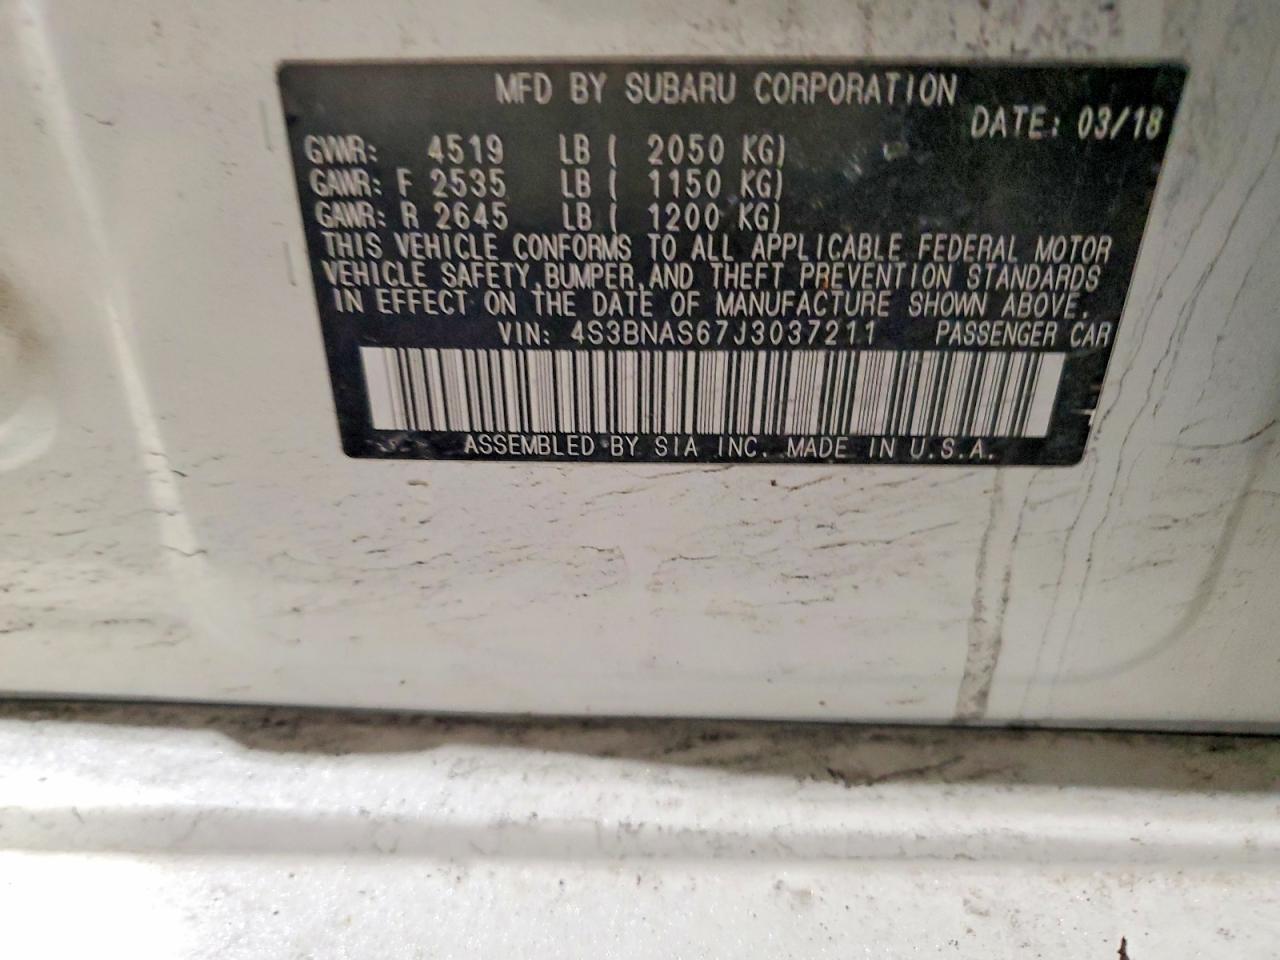 MFD BY SUBARU CORPORATION
DATE: 03/18
GVWR: 4519 LB ( 2050 KG)
GAWR: F 2535 LB ( 1150 KG)
GAWR: R 2645 LB ( 1200 KG)
THIS VEHICLE CONFORMS TO ALL APPLICABLE FEDERAL MOTOR
VEHICLE SAFETY,BUMPER,AND THEFT PREVENTION STANDARDS
IN EFFECT ON THE DATE OF MANUFACTURE SHOWN ABOVE.
VIN: 4S3BNAS67J3037211 PASSENGER CAR
ASSEMBLED BY SIA INC. MADE IN U.S.A.